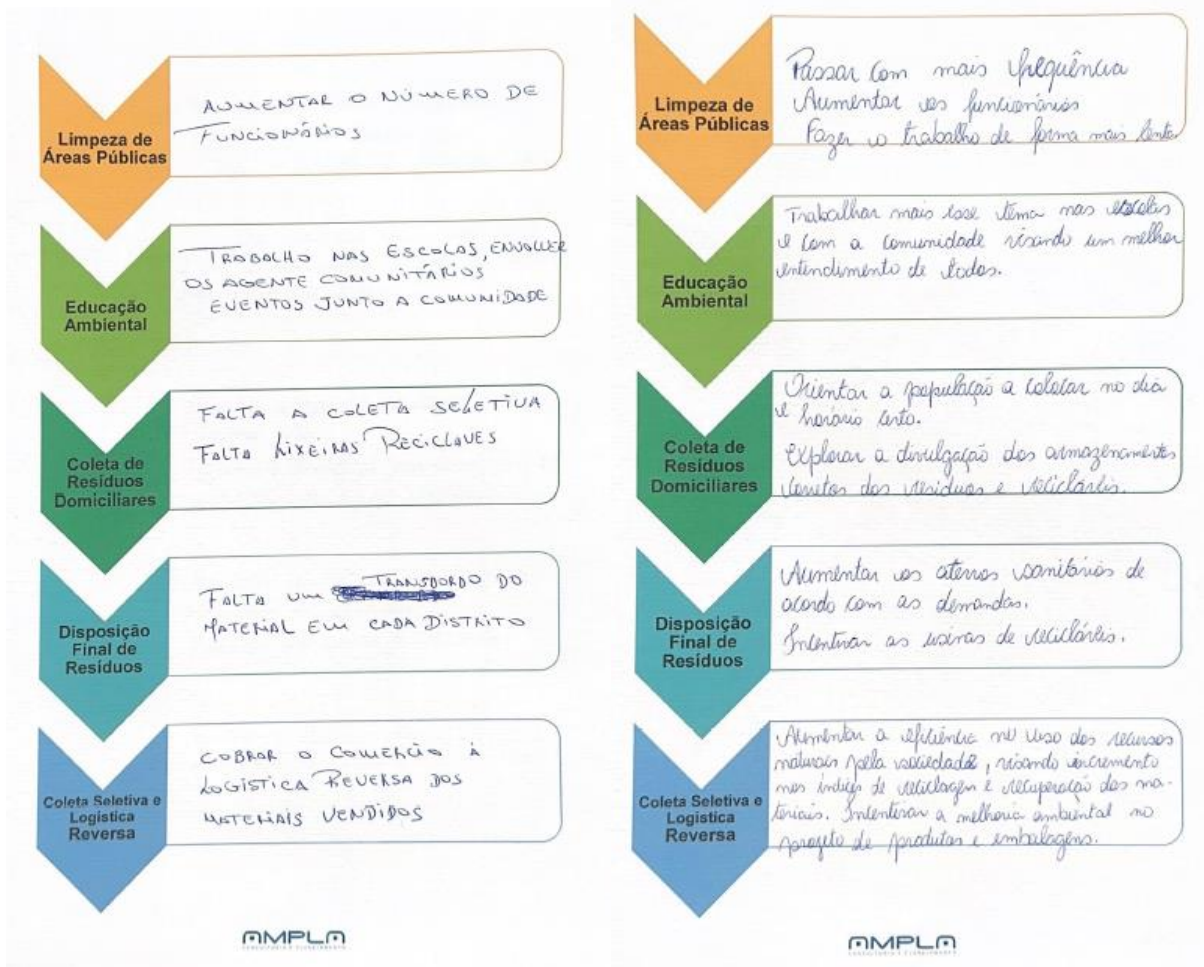 Limpeza de
Áreas Públicas
AUMENTAR O NÚMERO DE
FUNCIONÁRIOS
Educação
Ambiental
TRABALHO NAS ESCOLAS, ENVOLVER
OS AGENTE COMUNITÁRIOS
EVENTOS JUNTO A COMUNIDADE
Coleta de
Resíduos
Domiciliares
FALTA A COLETA SELETIVA
FALTA LIXEIRAS RECICLAVES
Disposição
Final de
Resíduos
FALTA UM TRANSBORDO DO
MATERIAL EM CADA DISTRITO
Coleta Seletiva e
Logistica
Reversa
COBRAR O COMERCIO À
LOGÍSTICA REVERSA DOS
MATERIAIS VENDIDOS
AMPLA
Limpeza de
Áreas Públicas
Passar com mais frequência
Aumentar os funcionários
Fazer o trabalho de forma mais lenta
Educação
Ambiental
Trabalhar mais esse tema nas escolas
e com a comunidade visando um melhor
entendimento de todos.
Coleta de
Resíduos
Domiciliares
Orientar a população a colocar no dia
e horário certo.
Explorar a divulgação dos armazenamentos
corretos dos resíduos e recicláveis.
Disposição
Final de
Resíduos
Aumentar os aterros sanitários de
acordo com as demandas.
Incentivar as usinas de recicláveis.
Coleta Seletiva e
Logistica
Reversa
Aumentar a eficiência no uso dos recursos
naturais pela sociedade, visando incremento
nos índices de reciclagem e recuperação dos ma-
teriais. Incentivar a melhoria ambiental no
projeto de produtos e embalagens.
AMPLA